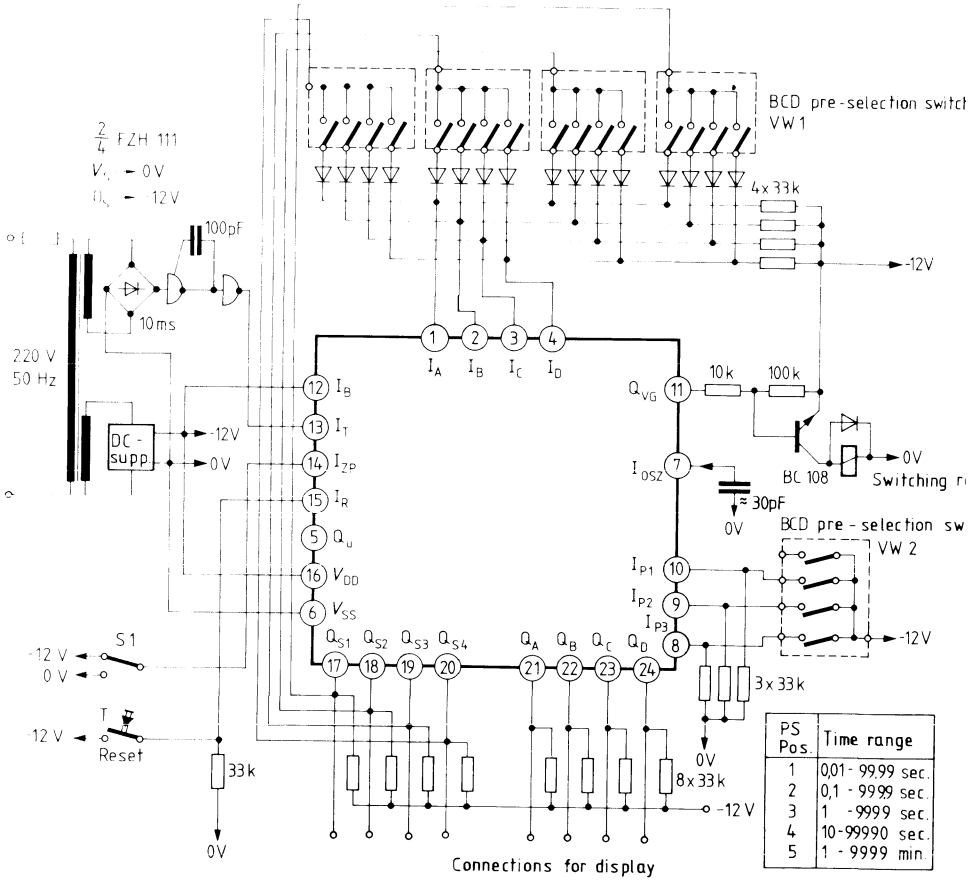 BCD pre-selection switch
VW1
2/4 FZH 111
→ 0V
→ -12V
100pF
4x33k
-12V
10ms
220 V
50 Hz
1 2 3 4
I_A I_B I_C I_D
12 I_B
13 I_T
14 I_ZP
15 I_R
5 Q_u
16 V_DD
6 V_SS
DC-
supp.
-12V
0V
Q_VG 11
10k
100k
BC 108
0V
Switching
I_OSZ 7
≈30pF
0V
BCD pre-selection
VW 2
I_P1 10
I_P2 9
I_P3 8
-12V
3x33k
0V
Q_S1 Q_S2 Q_S3 Q_S4 Q_A Q_B Q_C Q_D
17 18 19 20 21 22 23 24
-12 V
0V
S1
-12 V
T
Reset
33k
0V
8x33k
-12V
Connections for display
PS Pos. Time range
1 0,01 - 99,99 sec.
2 0,1 - 999,9 sec.
3 1 - 9999 sec.
4 10-99990 sec.
5 1 - 9999 min.